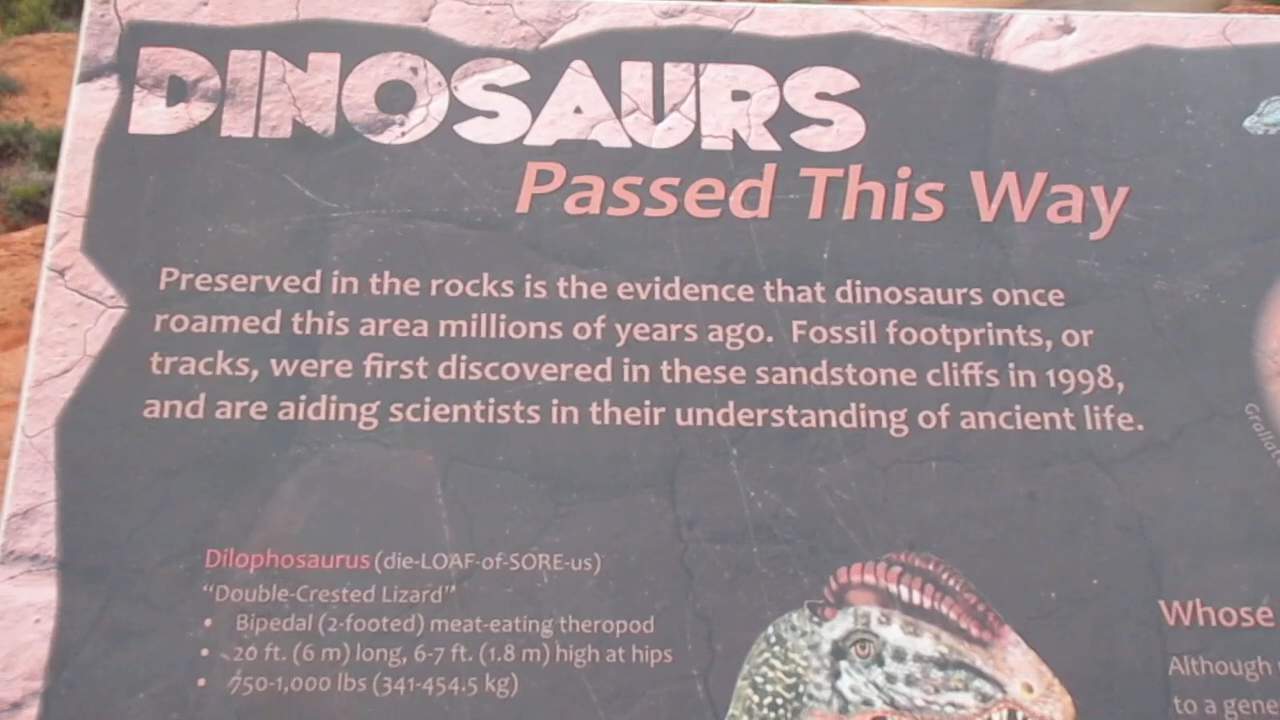 DINOSAURS
Passed This Way
Preserved in the rocks is the evidence that dinosaurs once
roamed this area millions of years ago. Fossil footprints, or
tracks, were first discovered in these sandstone cliffs in 1998,
and are aiding scientists in their understanding of ancient life.
Dilophosaurus (die-LOAF-of-SORE-us)
“Double-Crested Lizard”
• Bipedal (2-footed) meat-eating theropod
• 20 ft. (6 m) long, 6-7 ft. (1.8 m) high at hips
• 750-1,000 lbs (341-454.5 kg)
Whose
Although
to a gene